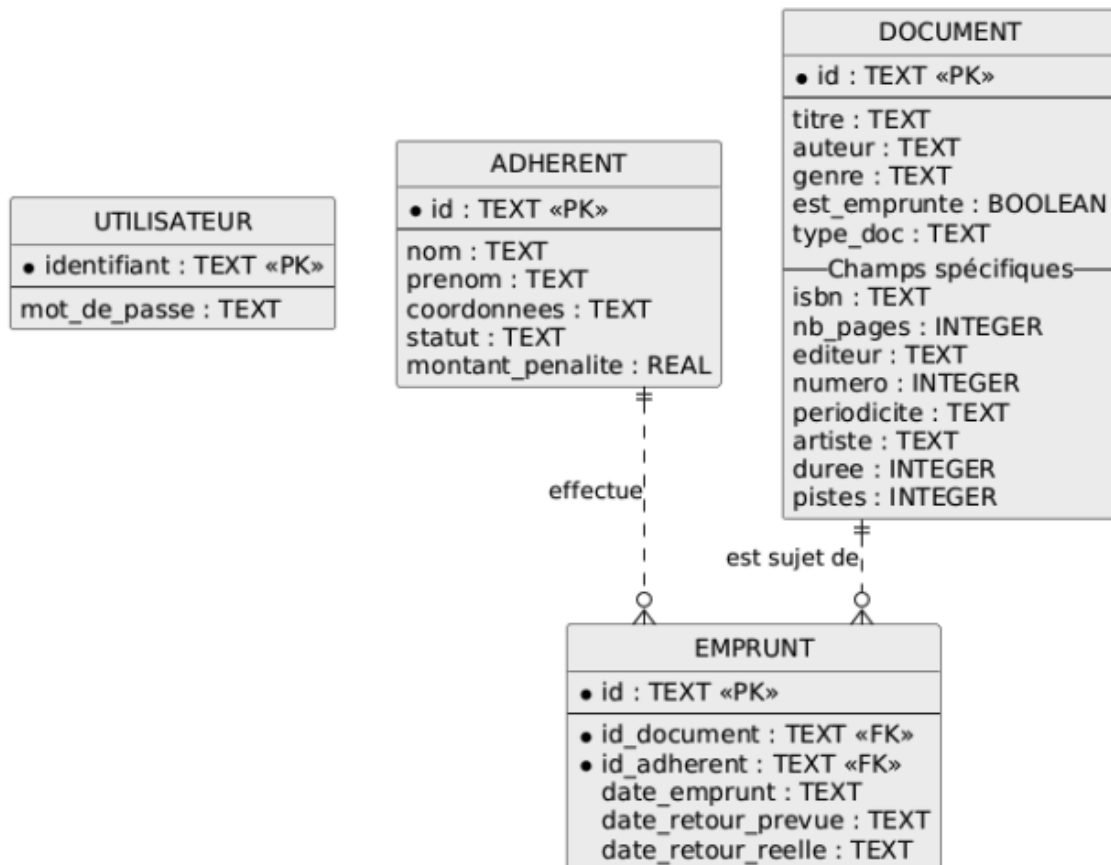 UTILISATEUR
• identifiant : TEXT «PK»
mot_de_passe : TEXT
ADHERENT
• id : TEXT «PK»
nom : TEXT
prenom : TEXT
coordonnees : TEXT
statut : TEXT
montant_penalite : REAL
DOCUMENT
• id : TEXT «PK»
titre : TEXT
auteur : TEXT
genre : TEXT
est_emprunte : BOOLEAN
type_doc : TEXT
Champs spécifiques
isbn : TEXT
nb_pages : INTEGER
editeur : TEXT
numero : INTEGER
periodicite : TEXT
artiste : TEXT
duree : INTEGER
pistes : INTEGER
effectue
est sujet de
EMPRUNT
• id : TEXT «PK»
• id_document : TEXT «FK»
• id_adherent : TEXT «FK»
date_emprunt : TEXT
date_retour_prevue : TEXT
date_retour_reelle : TEXT